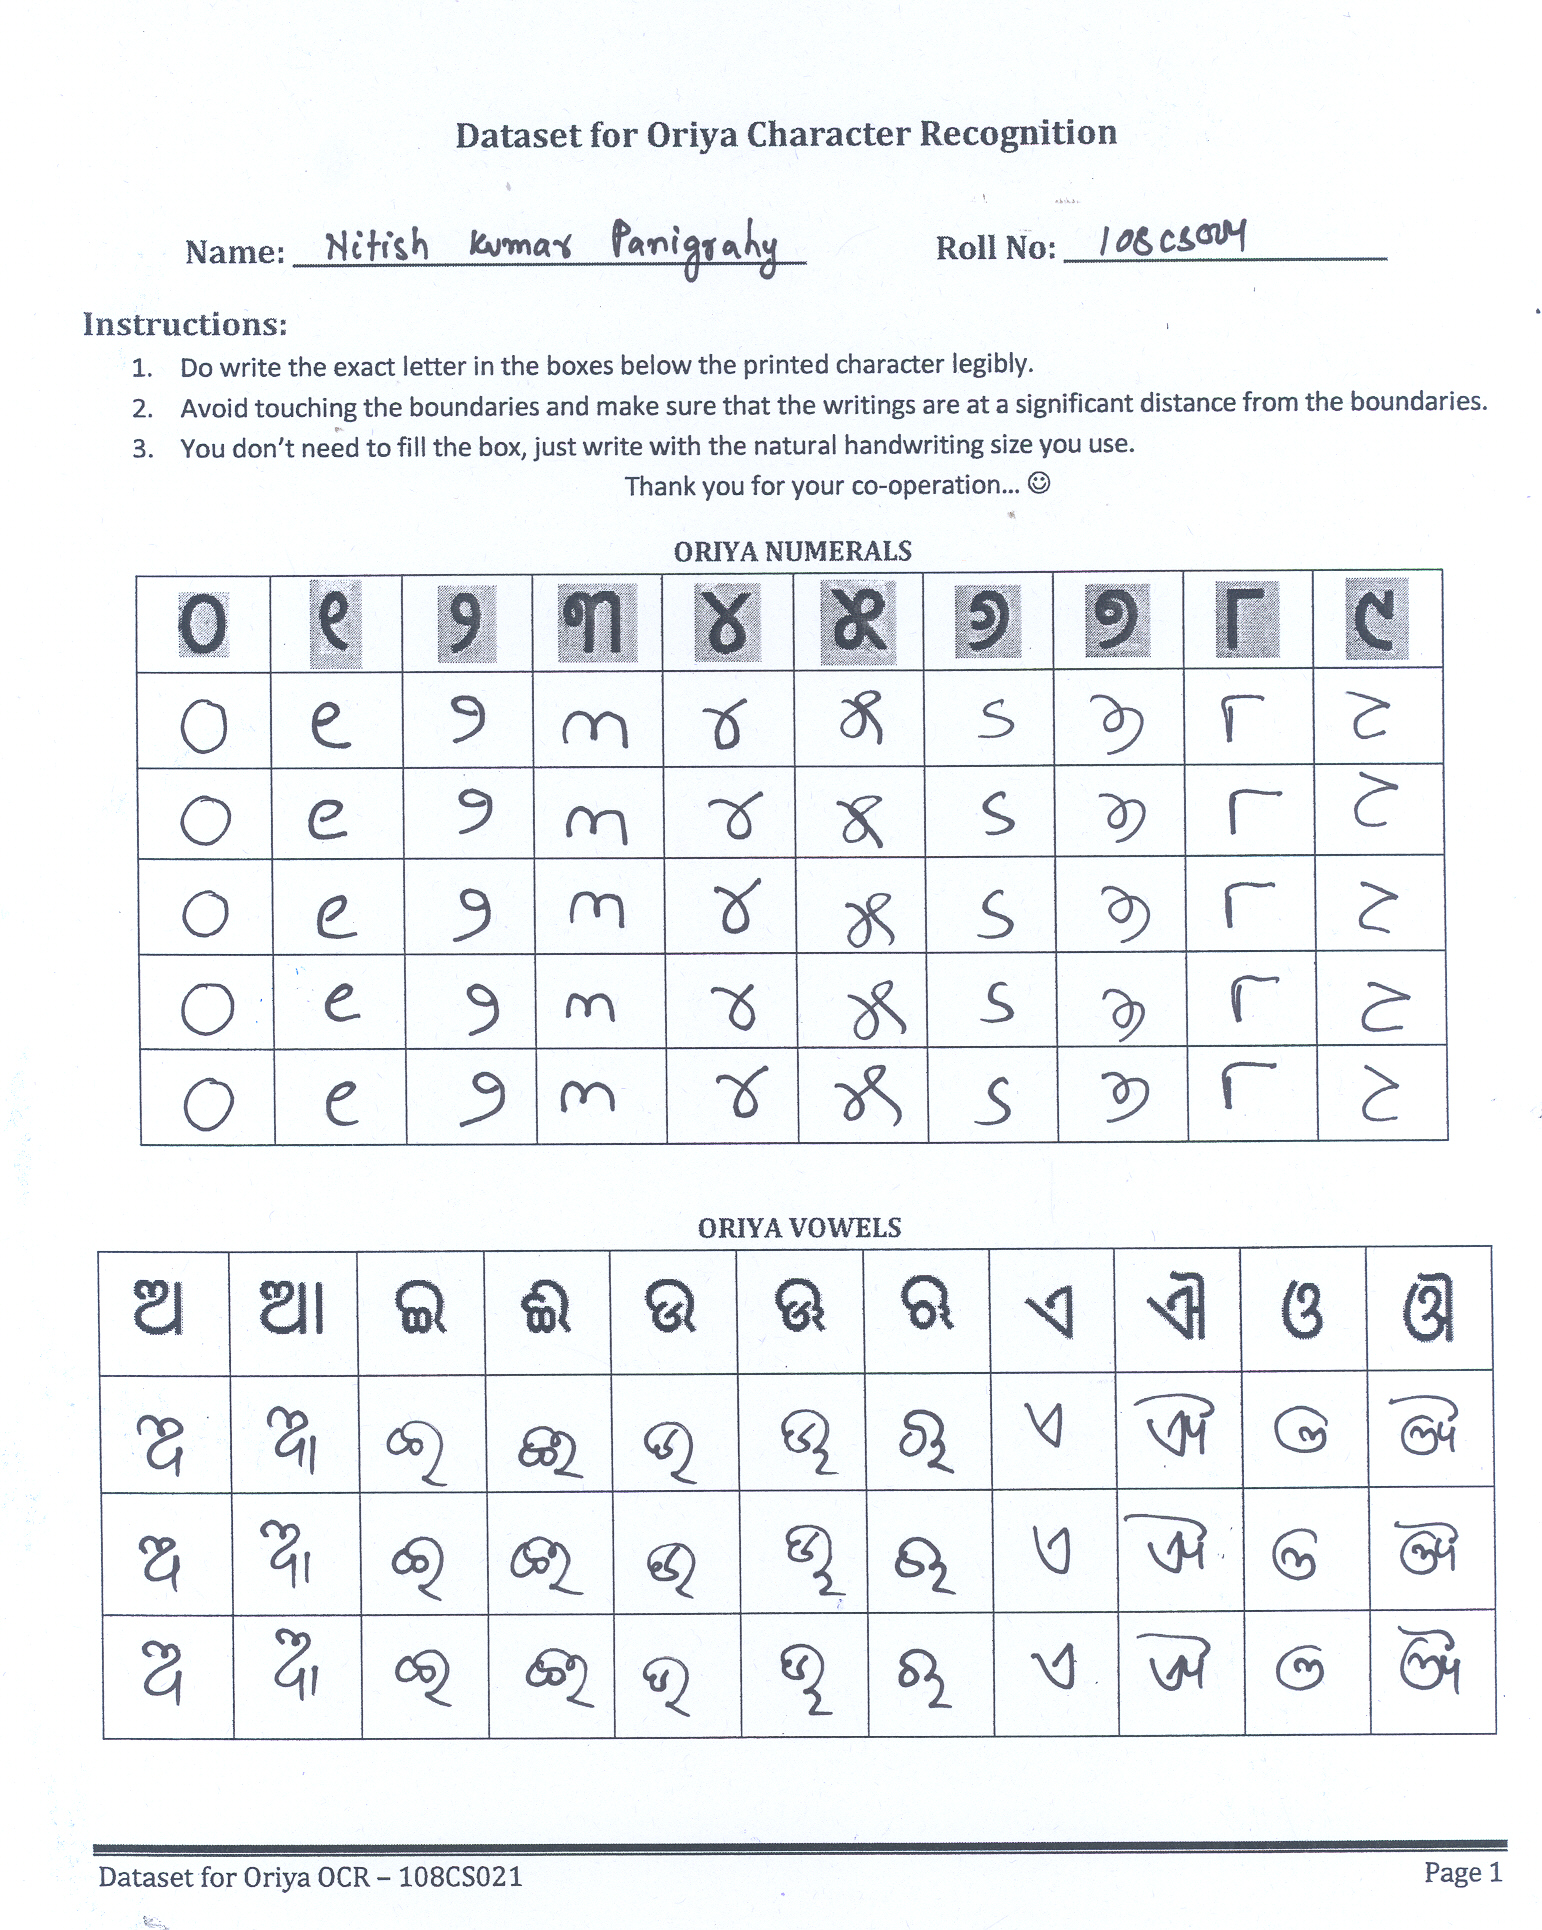 Dataset for Oriya Character Recognition
Name: Nitish Kumar Panigrahy Roll No:
Instructions:
1. Do write the exact letter in the boxes below the printed character legibly.
2. Avoid touching the boundaries and make sure that the writings are at a significant distance from the boundaries.
3. You don't need to fill the box, just write with the natural handwriting size you use.
Thank you for your co-operation... ☺
ORIYA NUMERALS
୦ ୧ ୨ ୩ ୪ ୫ ୬ ୭ ୮ ୯
୦ ୧ ୨ ୩ ୪ ୫ ୬ ୭ ୮ ୯
୦ ୧ ୨ ୩ ୪ ୫ ୬ ୭ ୮ ୯
୦ ୧ ୨ ୩ ୪ ୫ ୬ ୭ ୮ ୯
୦ ୧ ୨ ୩ ୪ ୫ ୬ ୭ ୮ ୯
୦ ୧ ୨ ୩ ୪ ୫ ୬ ୭ ୮ ୯
ORIYA VOWELS
ଅ ଆ ଇ ଈ ଉ ଊ ଋ ଏ ଐ ଓ ଔ
ଅ ଆ ଇ ଈ ଉ ଊ ଋ ଏ ଐ ଓ ଔ
ଅ ଆ ଇ ଈ ଉ ଊ ଋ ଏ ଐ ଓ ଔ
ଅ ଆ ଇ ଈ ଉ ଊ ଋ ଏ ଐ ଓ ଔ
Dataset for Oriya OCR – 108CS021 Page 1